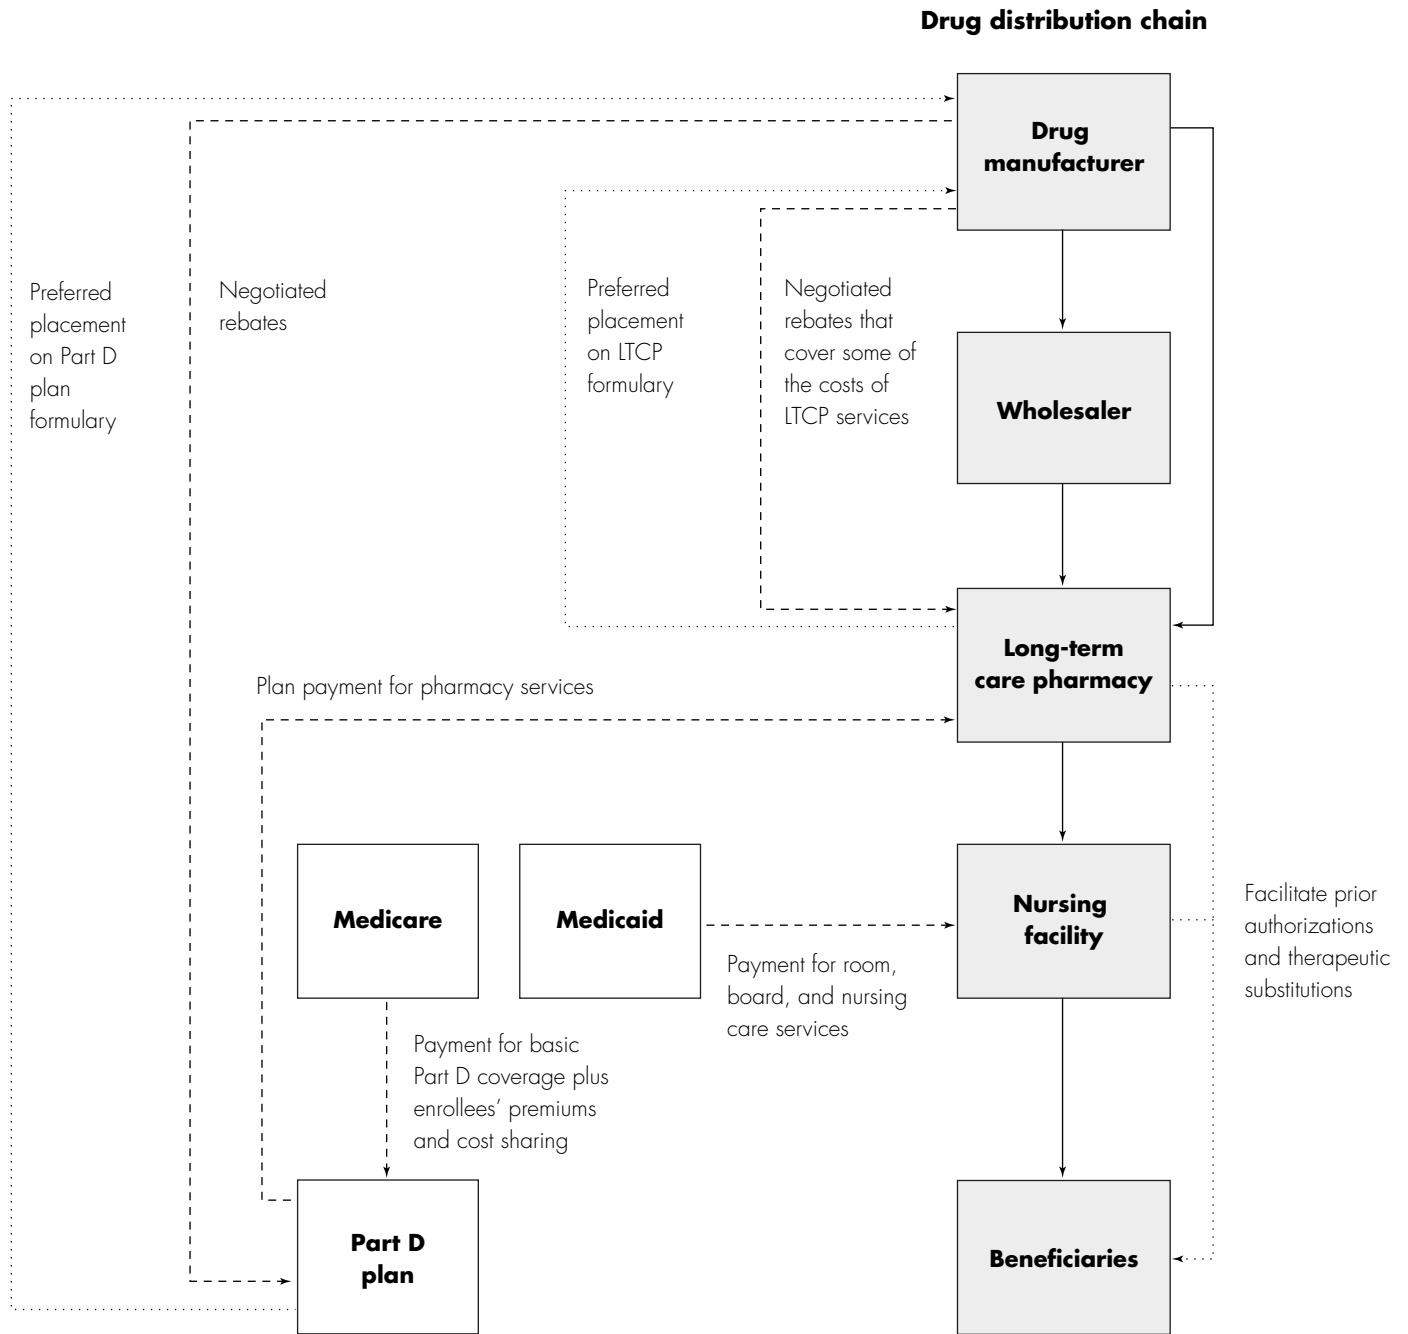 Drug distribution chain
Drug
manufacturer
Preferred
placement
on Part D
plan
formulary
Negotiated
rebates
Preferred
placement
on LTCP
formulary
Negotiated
rebates that
cover some of
the costs of
LTCP services
Wholesaler
Long-term
care pharmacy
Plan payment for pharmacy services
Medicare
Medicaid
Nursing
facility
Facilitate prior
authorizations
and therapeutic
substitutions
Payment for room,
board, and nursing
care services
Payment for basic
Part D coverage plus
enrollees’ premiums
and cost sharing
Part D
plan
Beneficiaries